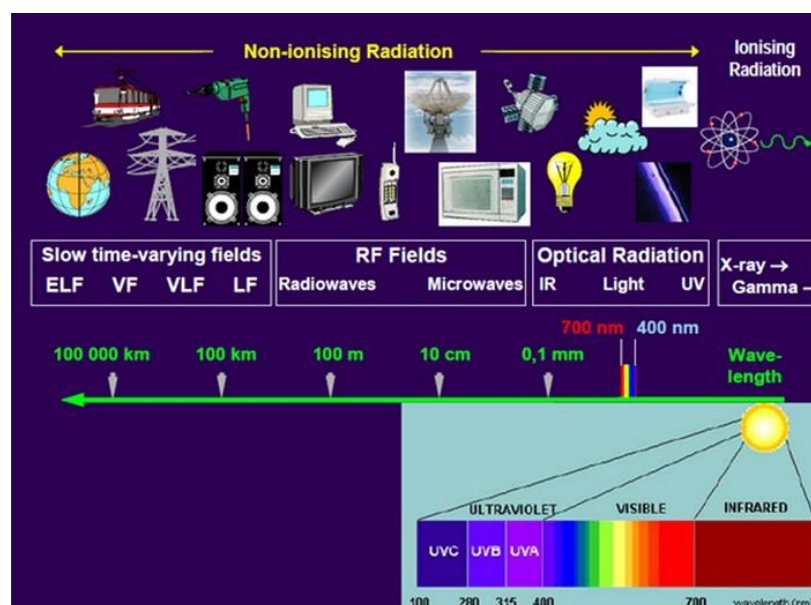 Non-ionising Radiation
Ionising
Radiation
Slow time-varying fields
ELF VF VLF LF
RF Fields
Radiowaves Microwaves
Optical Radiation
IR Light UV
X-ray →
Gamma →
700 nm 400 nm
100 000 km 100 km 100 m 10 cm 0,1 mm
Wave-
length
ULTRAVIOLET VISIBLE INFRARED
UVC UVB UVA
100 280 315 400 700